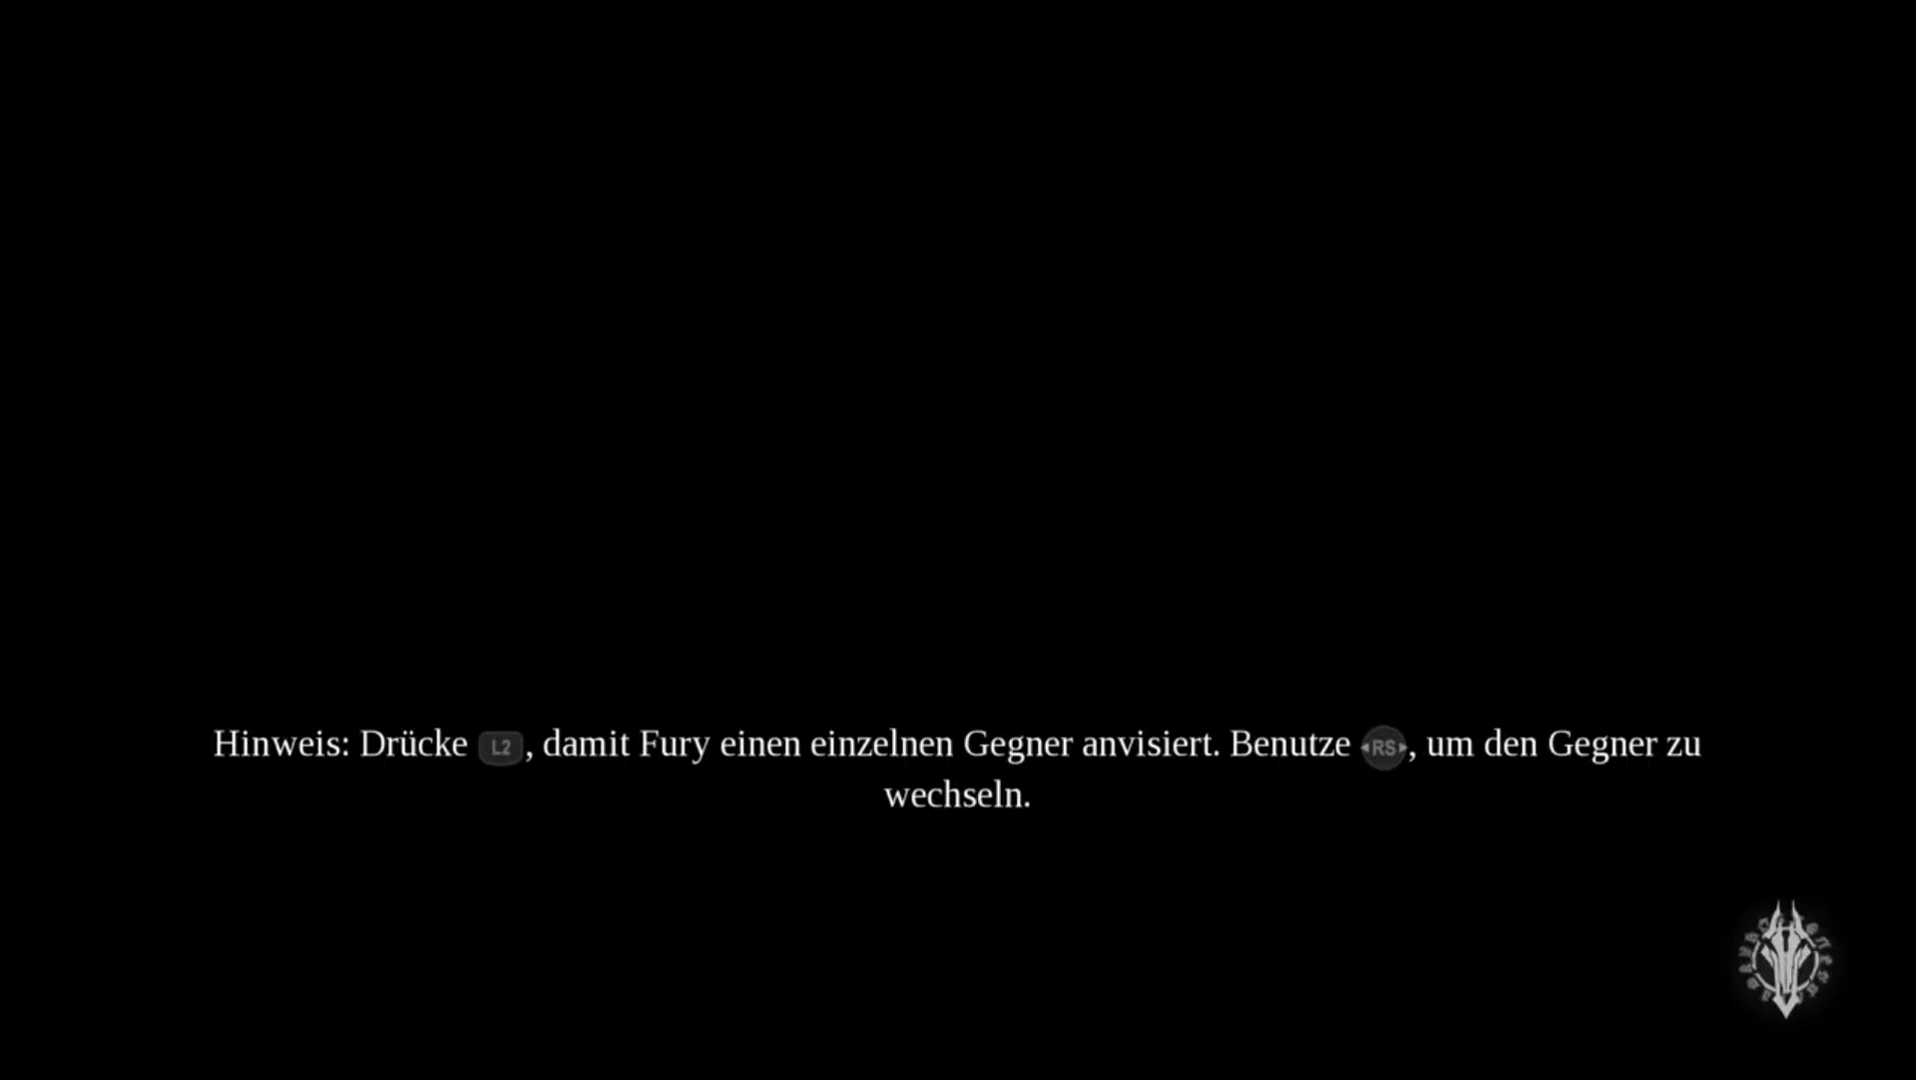 Hinweis: Drücke L2, damit Fury einen einzelnen Gegner anvisiert. Benutze RS, um den Gegner zu
wechseln.